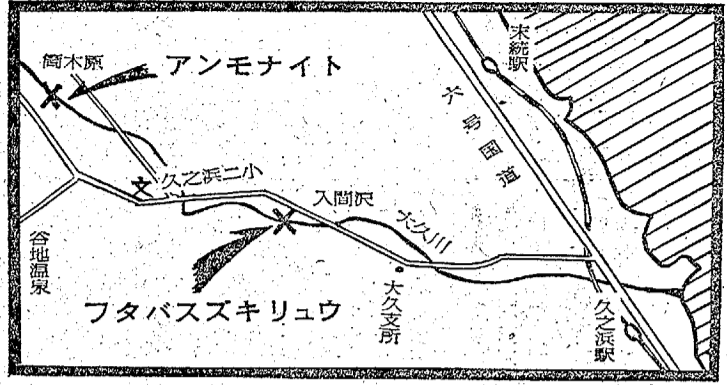 筒木原
アンモナイト
末続駅
六号国道
久之浜二小
入間沢
大久川
谷地温泉
フタバスズキリュウ
大久支所
久之浜駅